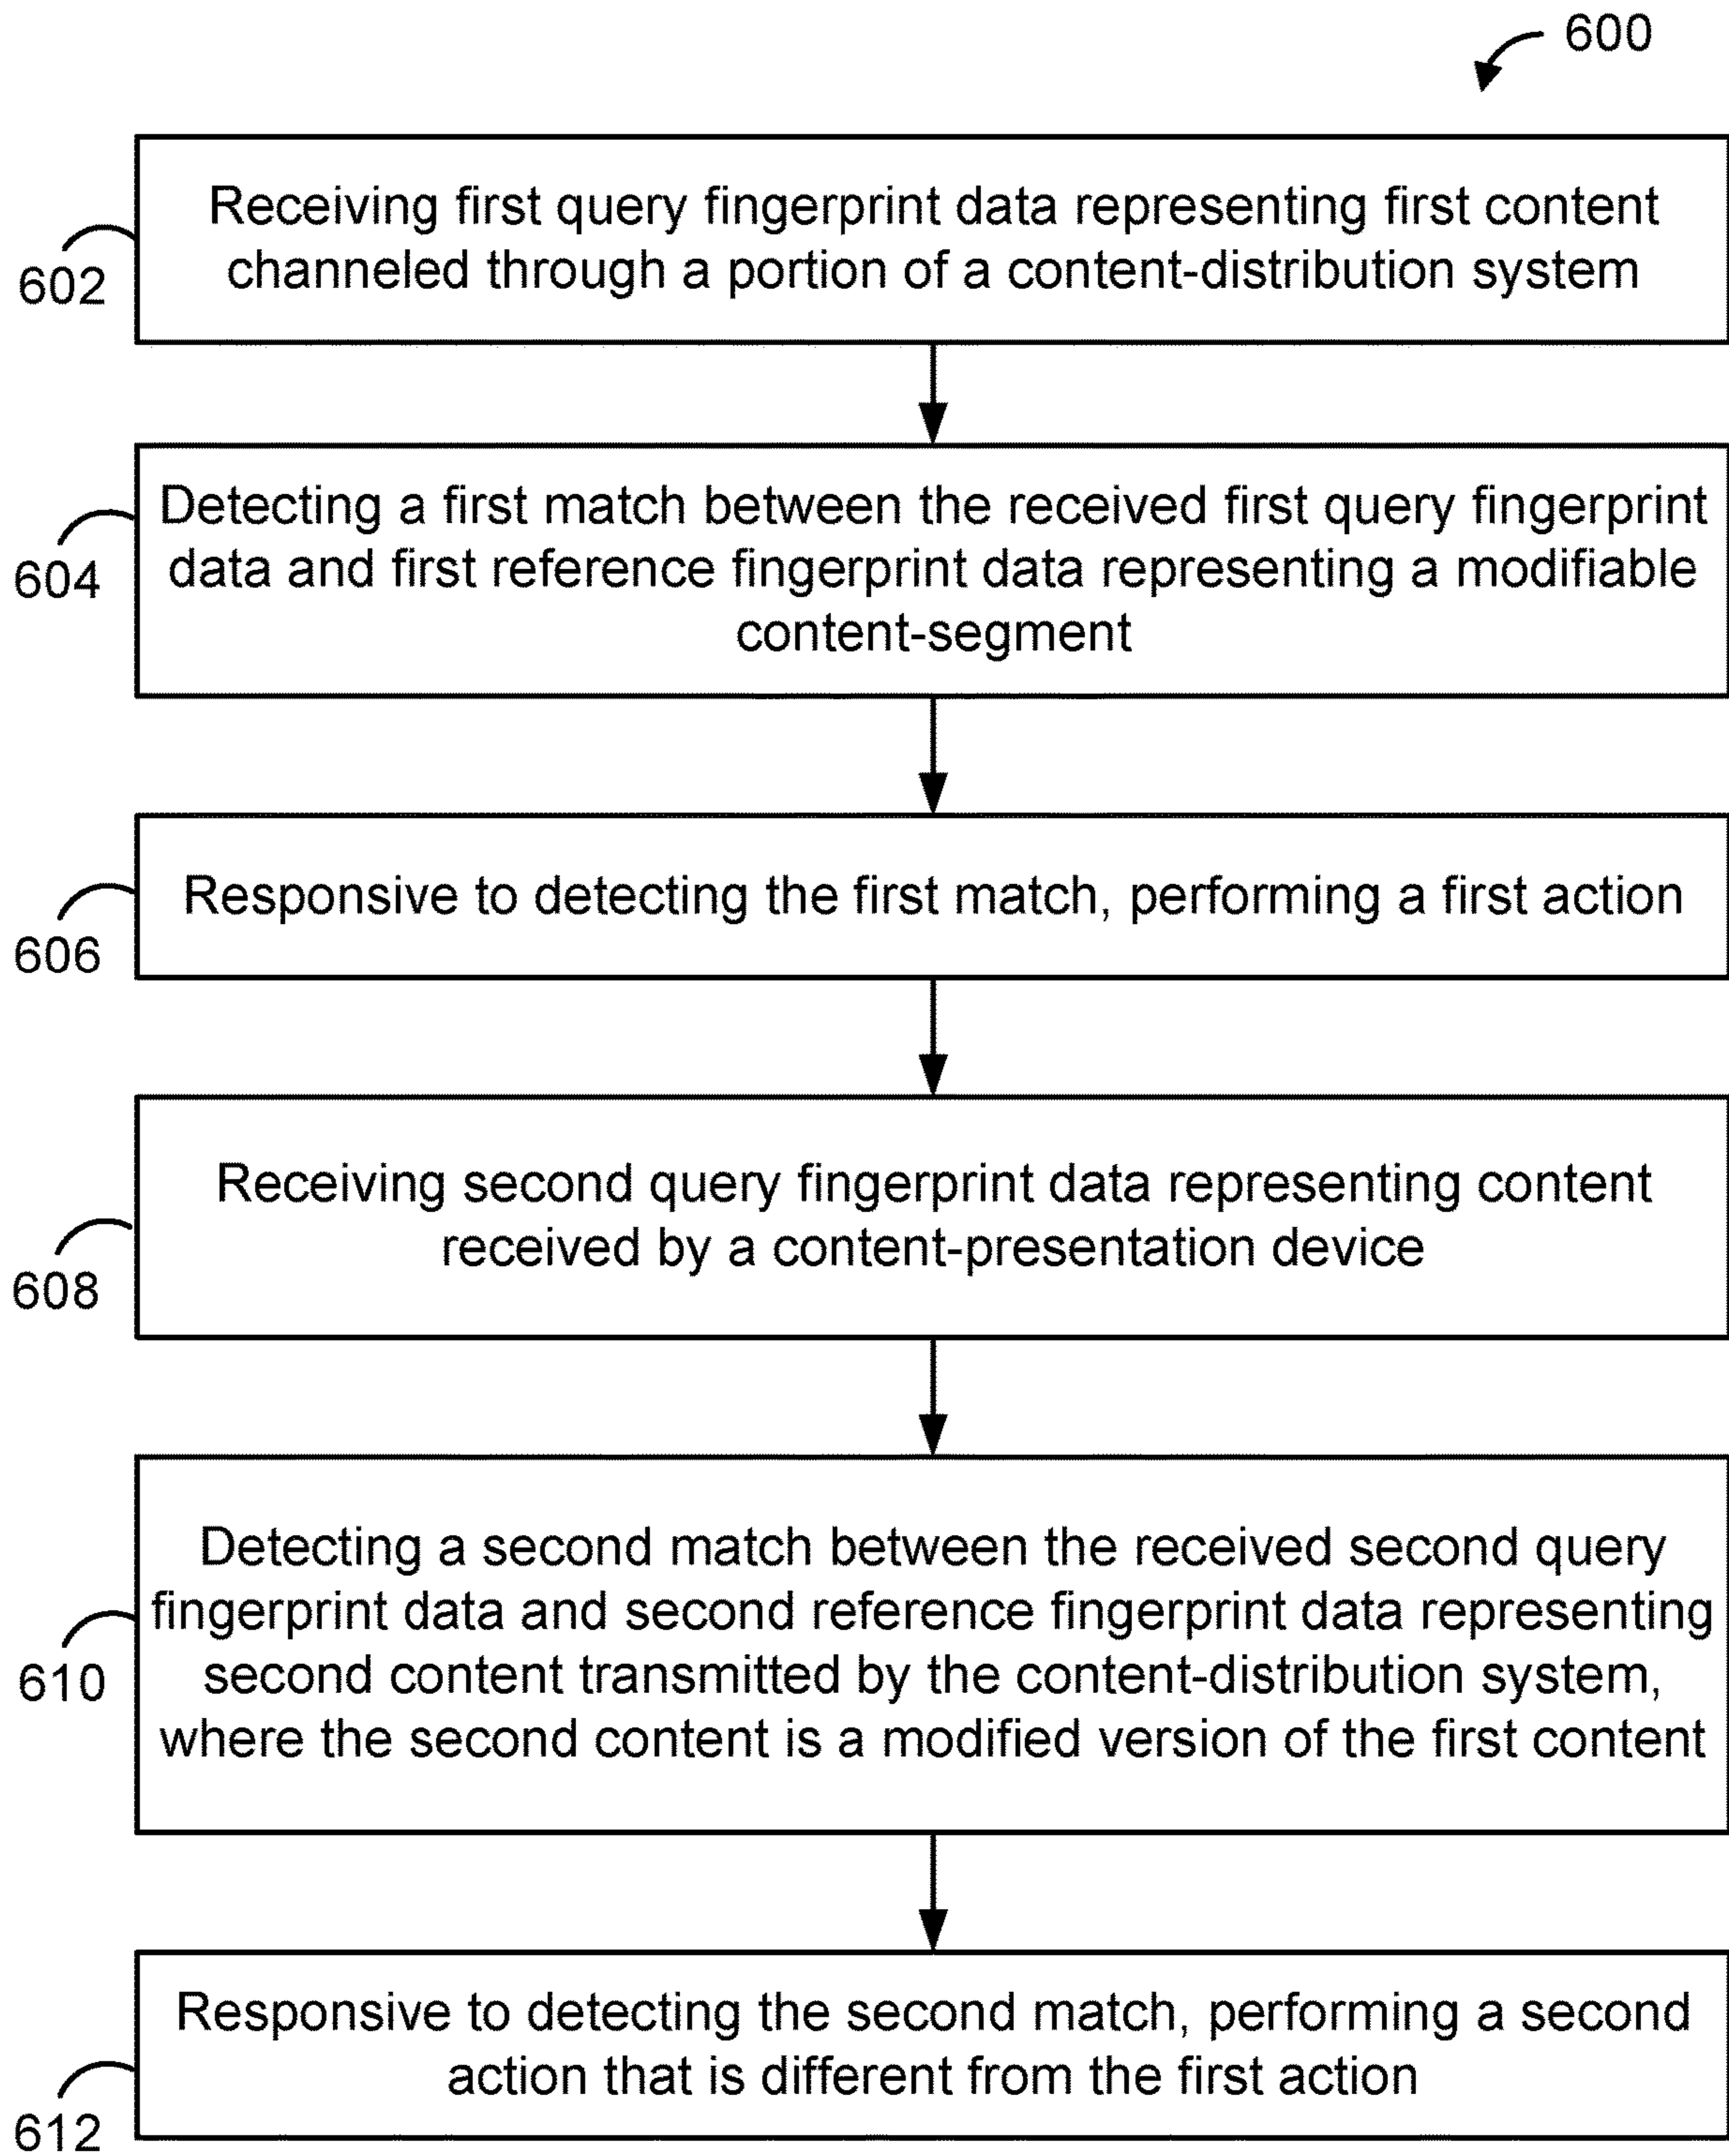 600
Receiving first query fingerprint data representing first content
channeled through a portion of a content-distribution system
602
Detecting a first match between the received first query fingerprint
data and first reference fingerprint data representing a modifiable
content-segment
604
Responsive to detecting the first match, performing a first action
606
Receiving second query fingerprint data representing content
received by a content-presentation device
608
Detecting a second match between the received second query
fingerprint data and second reference fingerprint data representing
second content transmitted by the content-distribution system,
where the second content is a modified version of the first content
610
Responsive to detecting the second match, performing a second
action that is different from the first action
612